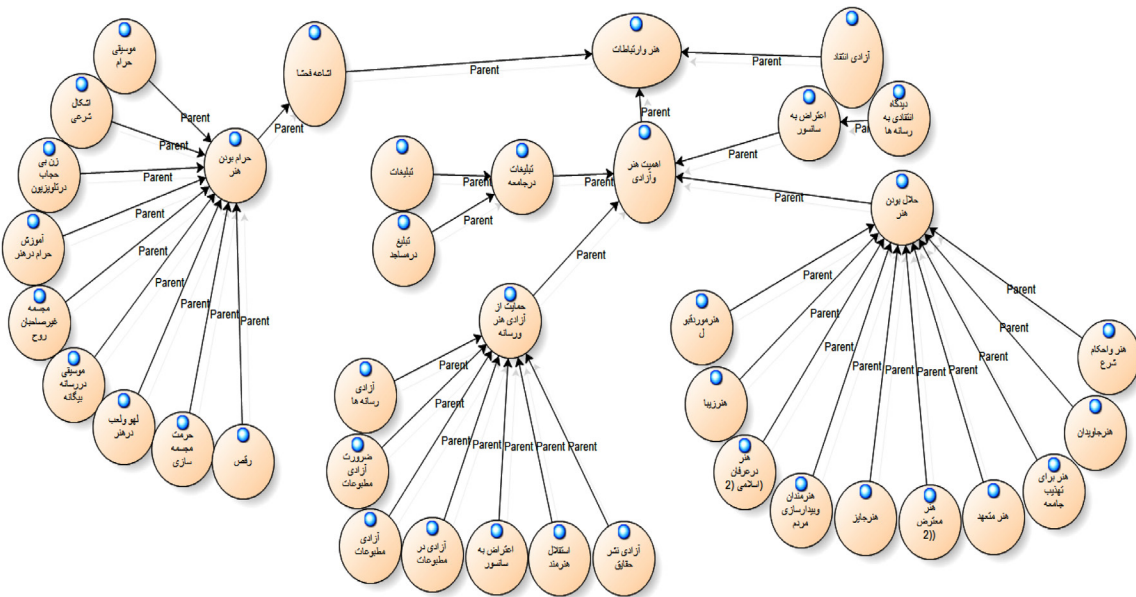 هنر وارتباطات
Parent
Parent
Parent
اشاعه فحشا
Parent
آزادی انتقاد
دیدگاه
انتقادی به
رسانه ها
Pa
اعتراض به
سانسور
Parent
اهمیت هنر
وآزادی
موسیقی
حرام
Parent
اشکال
شرعی
Parent
زن بی
حجاب
درتلویزیون
Parent
حرام بودن
هنر
آموزش
حرام درهنر
Parent
مجسمه
غیرصاحبان
روح
Parent
موسیقی
دررسانه
بیگانه
Parent
لهو ولعب
درهنر
Parent
حرمت
مجسمه
سازی
Parent
رقص
Parent
تبلیغات
Parent
تبلیغ
درمساجد
Parent
تبلیغات
درجامعه
Parent
حلال بودن
هنر
Parent
حمایت از
آزادی هنر
ورسانه
Parent
آزادی
رسانه ها
Parent
ضرورت
آزادی
مطبوعات
Parent
آزادی
مطبوعات
Parent
آزادی در
مطبوعات
Parent
اعتراض به
سانسور
Parent
استقلال
هنرمند
Parent
آزادی نشر
حقایق
Parent
هنرموردقبو
ل
Parent
هنرزیبا
Parent
هنر
درعرفان
اسلامی (2)
Parent
هنرمندان
وبیدارسازی
مردم
Parent
هنرجایز
Parent
هنر
معترض
(2)
Parent
هنر متعهد
Parent
هنر برای
تهذیب
جامعه
Parent
هنرجاویدان
Parent
هنر واحکام
شرع
Parent